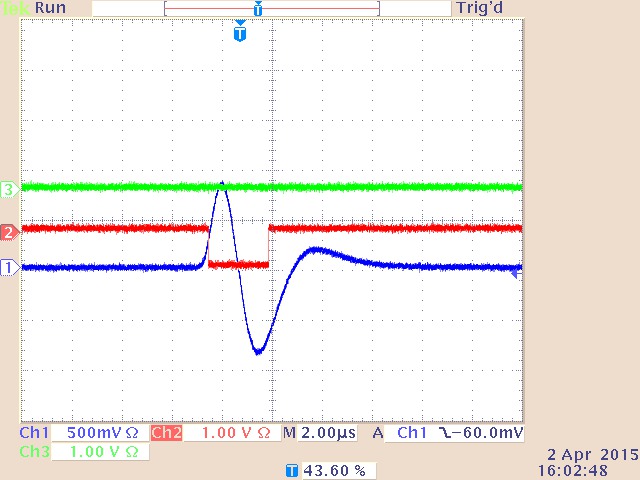 Tek Run Trig'd
T
T
3
2
1
Ch1 500mV Ω Ch2 1.00 V Ω M 2.00µs A Ch1 -60.0mV
Ch3 1.00 V Ω
T 43.60 %
2 Apr 2015
16:02:48